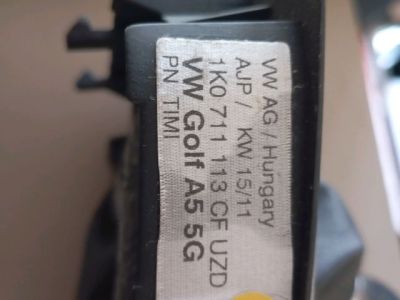 VW AG / Hungary
AJP / KW 15/11
1K0 711 113 CF UZD
VW Golf A5 5G
PN TIMI